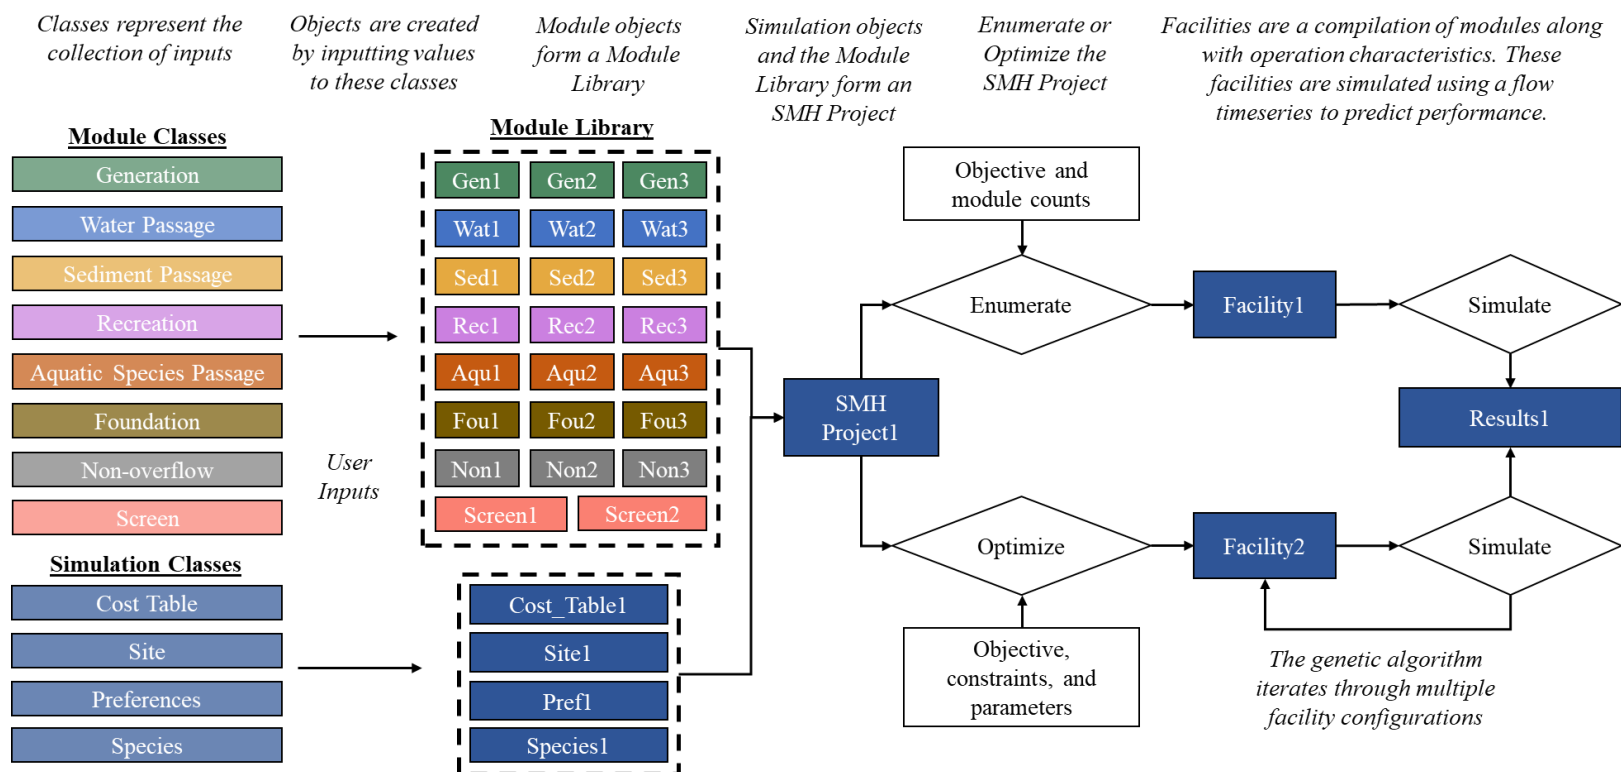 Classes represent the
collection of inputs
Objects are created
by inputting values
to these classes
Module objects
form a Module
Library
Simulation objects
and the Module
Library form an
SMH Project
Enumerate or
Optimize the
SMH Project
Facilities are a compilation of modules along
with operation characteristics. These
facilities are simulated using a flow
timeseries to predict performance.
Module Classes
Generation
Water Passage
Sediment Passage
Recreation
Aquatic Species Passage
Foundation
Non-overflow
Screen
Simulation Classes
Cost Table
Site
Preferences
Species
User
Inputs
Module Library
Gen1 Gen2 Gen3
Wat1 Wat2 Wat3
Sed1 Sed2 Sed3
Rec1 Rec2 Rec3
Aqu1 Aqu2 Aqu3
Fou1 Fou2 Fou3
Non1 Non2 Non3
Screen1 Screen2
Cost_Table1
Site1
Pref1
Species1
SMH
Project1
Objective and
module counts
Enumerate
Facility1
Simulate
Results1
Optimize
Facility2
Simulate
Objective,
constraints, and
parameters
The genetic algorithm
iterates through multiple
facility configurations